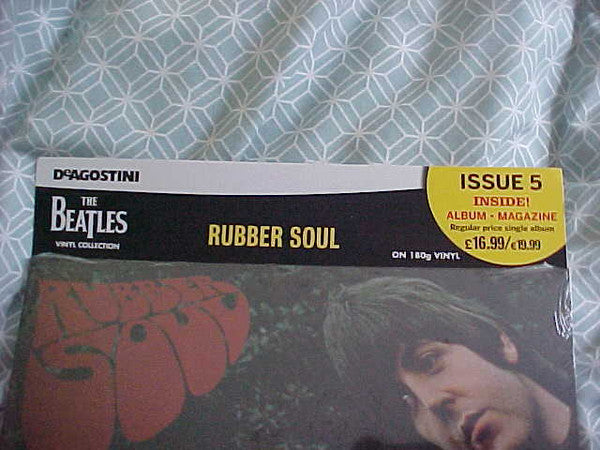 DeAGOSTINI
THE
BEATLES
VINYL COLLECTION
RUBBER SOUL
ON 180g VINYL
ISSUE 5
INSIDE!
ALBUM • MAGAZINE
Regular price single album
£16.99/€19.99
RUBBER
SOUL